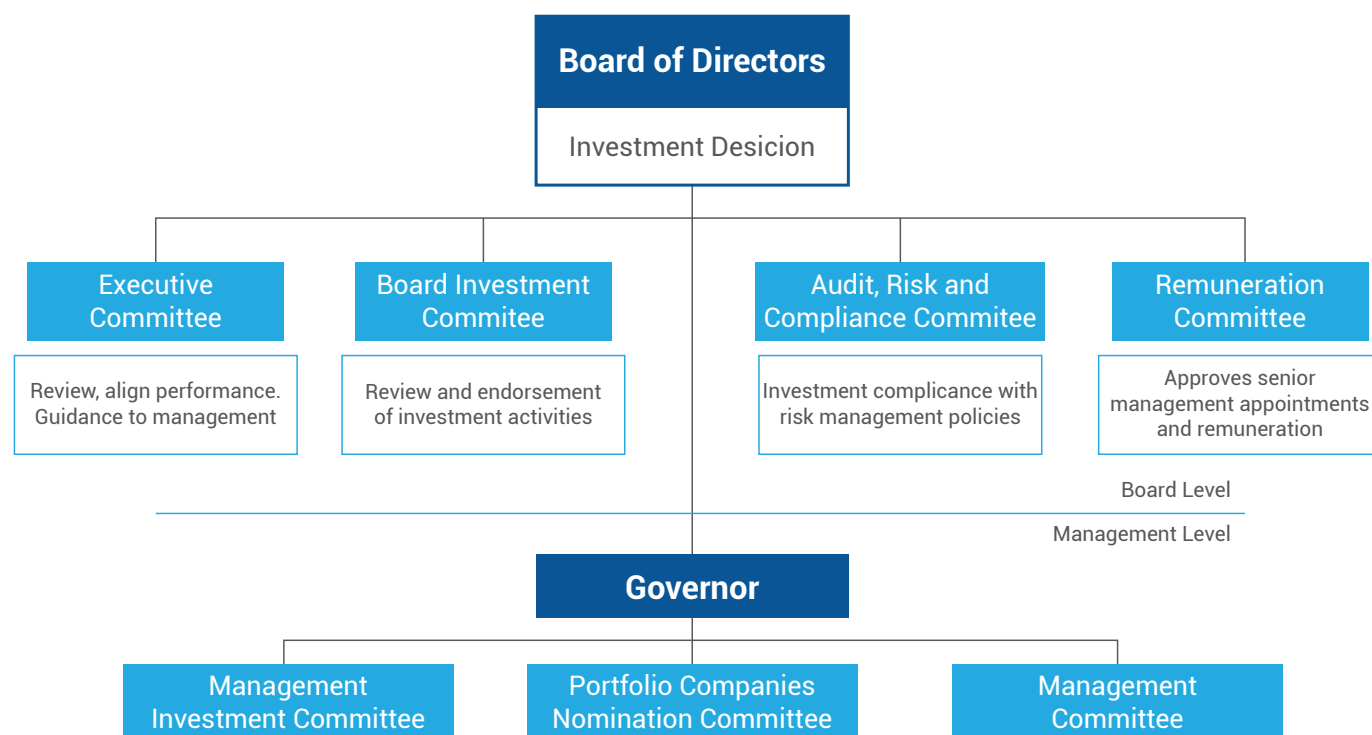 Board of Directors
Investment Desicion
Executive
Committee
Board Investment
Commitee
Audit, Risk and
Compliance Commitee
Remuneration
Committee
Review, align performance.
Guidance to management
Review and endorsement
of investment activities
Investment complicance with
risk management policies
Approves senior
management appointments
and remuneration
Board Level
Management Level
Governor
Management
Investment Committee
Portfolio Companies
Nomination Committee
Management
Committee